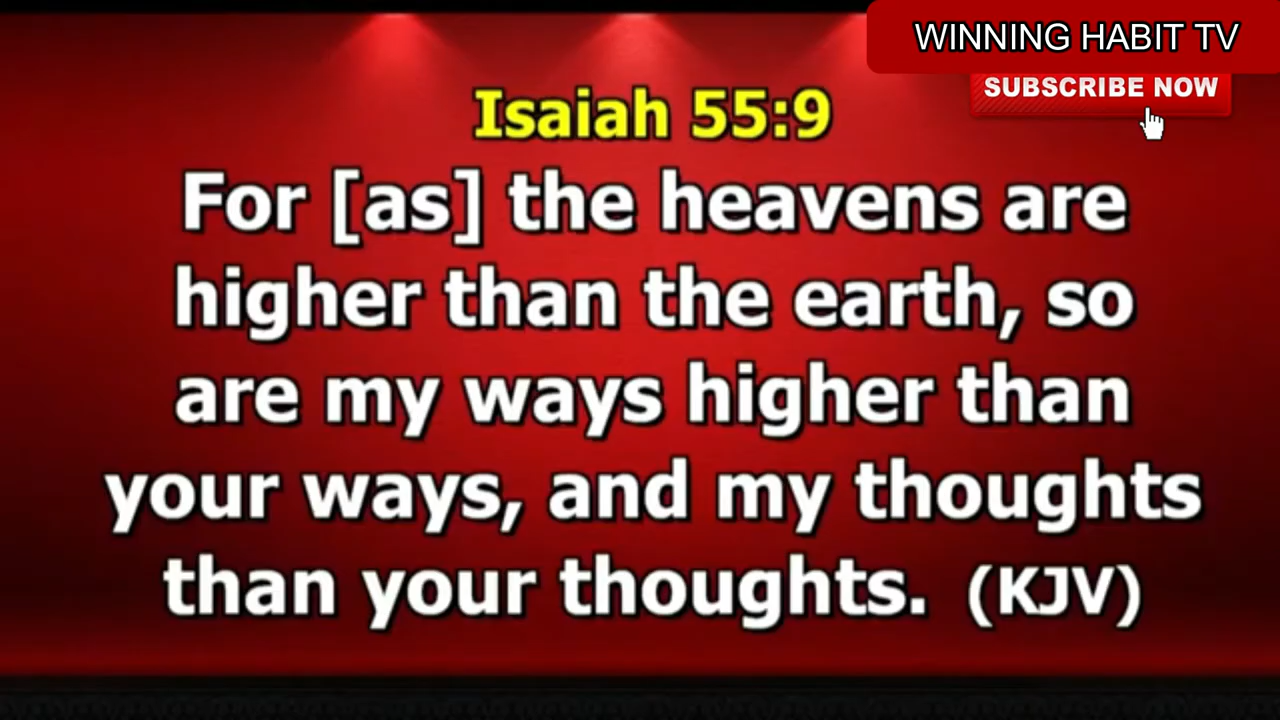 WINNING HABIT TV
SUBSCRIBE NOW
Isaiah 55:9
For [as] the heavens are
higher than the earth, so
are my ways higher than
your ways, and my thoughts
than your thoughts. (KJV)